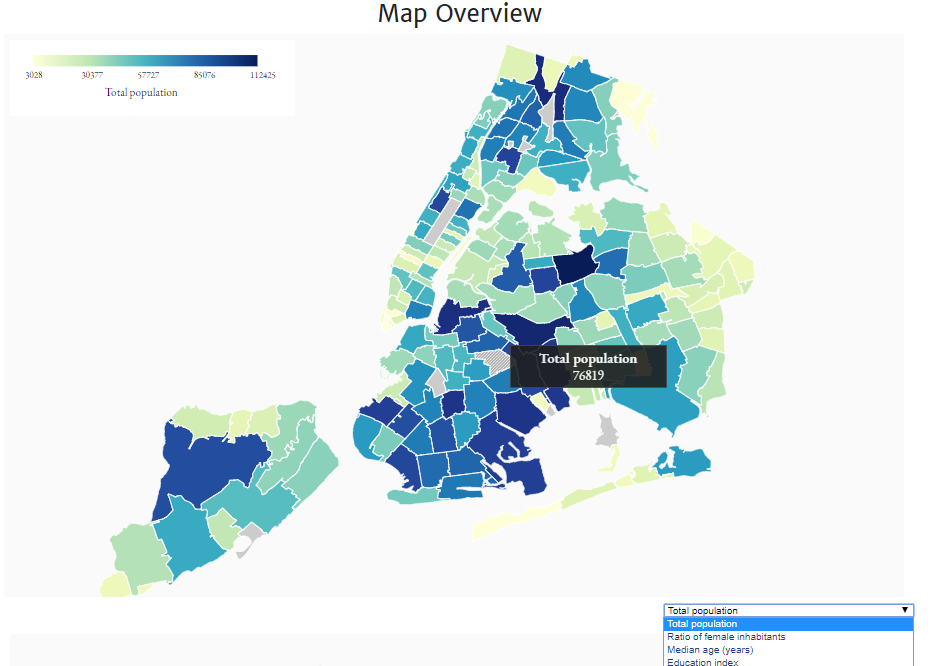 Map Overview
3028 30377 57727 85076 112425
Total population
Total population
76819
Total population
Total population
Ratio of female inhabitants
Median age (years)
Education index